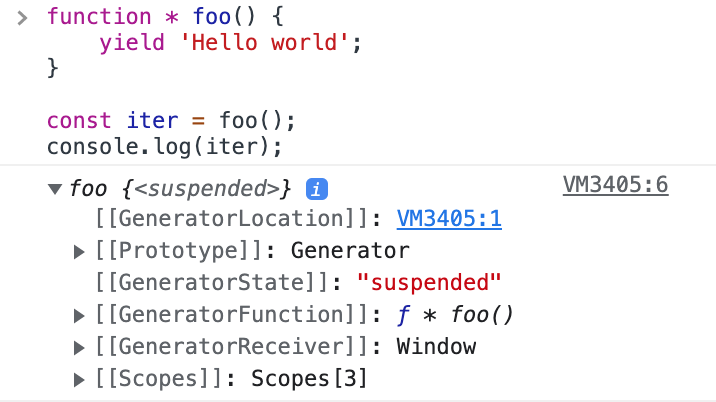 function * foo() {
    yield 'Hello world';
}
const iter = foo();
console.log(iter);
foo {<suspended>} i VM3405:6
[[GeneratorLocation]]: VM3405:1
[[Prototype]]: Generator
[[GeneratorState]]: "suspended"
[[GeneratorFunction]]: ƒ * foo()
[[GeneratorReceiver]]: Window
[[Scopes]]: Scopes[3]